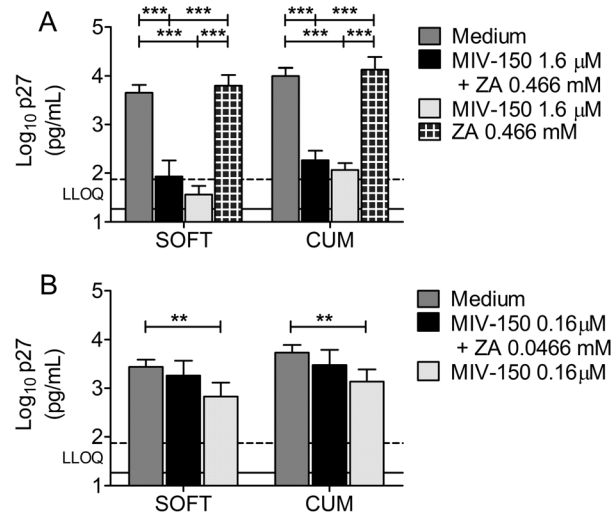 A
*** ***
*** ***
*** ***
*** ***
Log10 p27
(pg/mL)
5
4
3
2
LLOQ
1
SOFT
CUM
Medium
MIV-150 1.6 μM
+ ZA 0.466 mM
MIV-150 1.6 μM
ZA 0.466 mM
B
**
**
Log10 p27
(pg/mL)
5
4
3
2
LLOQ
1
SOFT
CUM
Medium
MIV-150 0.16μM
+ ZA 0.0466 mM
MIV-150 0.16μM